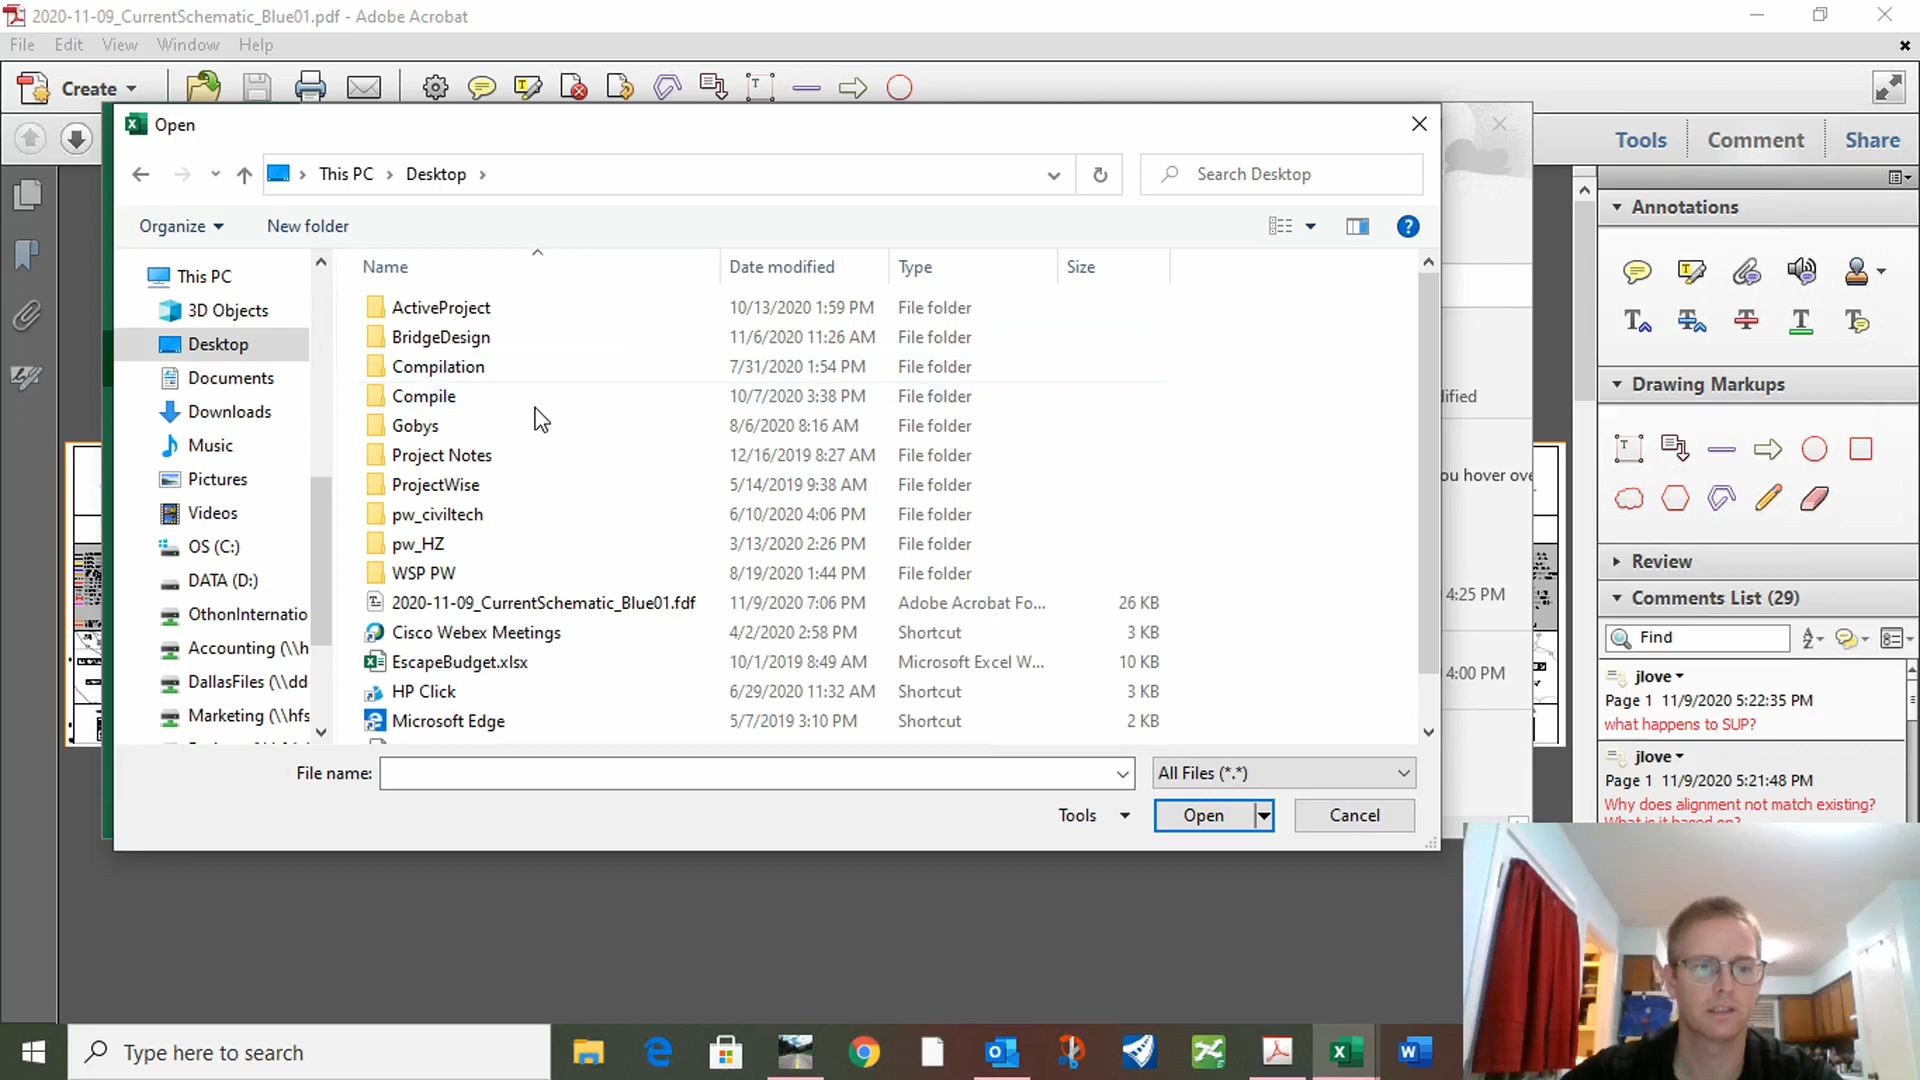 2020-11-09_CurrentSchematic_Blue01.pdf - Adobe Acrobat
File Edit View Window Help
Create
Tools Comment Share
Open
This PC Desktop
Search Desktop
Organize New folder
Name Date modified Type Size
This PC
3D Objects
Desktop
Documents
Downloads
Music
Pictures
Videos
OS (C:)
DATA (D:)
OthonInternatio
Accounting (\\h
DallasFiles (\\dd
Marketing (\\hfs
ActiveProject 10/13/2020 1:59 PM File folder
BridgeDesign 11/6/2020 11:26 AM File folder
Compilation 7/31/2020 1:54 PM File folder
Compile 10/7/2020 3:38 PM File folder
Gobys 8/6/2020 8:16 AM File folder
Project Notes 12/16/2019 8:27 AM File folder
ProjectWise 5/14/2019 9:38 AM File folder
pw_civiltech 6/10/2020 4:06 PM File folder
pw_HZ 3/13/2020 2:26 PM File folder
WSP PW 8/19/2020 1:44 PM File folder
2020-11-09_CurrentSchematic_Blue01.fdf 11/9/2020 7:06 PM Adobe Acrobat Fo... 26 KB
Cisco Webex Meetings 4/2/2020 2:58 PM Shortcut 3 KB
EscapeBudget.xlsx 10/1/2019 8:49 AM Microsoft Excel W... 10 KB
HP Click 6/29/2020 11:32 AM Shortcut 3 KB
Microsoft Edge 5/7/2019 3:10 PM Shortcut 2 KB
File name: All Files (*.*)
Tools Open Cancel
ified
ou hover ove
4:25 PM
4:00 PM
Annotations
Drawing Markups
Review
Comments List (29)
Find
jlove
Page 1 11/9/2020 5:22:35 PM
what happens to SUP?
jlove
Page 1 11/9/2020 5:21:48 PM
Why does alignment not match existing?
What is it based on?
Type here to search